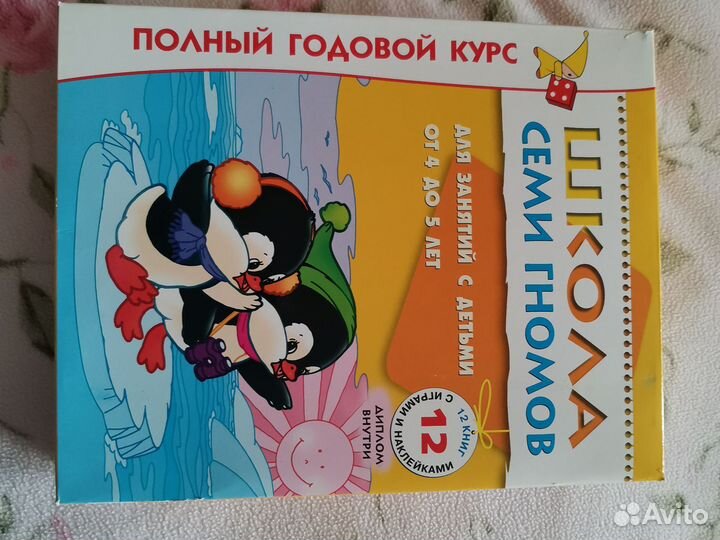 ПОЛНЫЙ ГОДОВОЙ КУРС
ШКОЛА
СЕМИ ГНОМОВ
ДЛЯ ЗАНЯТИЙ С ДЕТЬМИ
ОТ 4 ДО 5 ЛЕТ
12 КНИГ
12
С ИГРАМИ И НАКЛЕЙКАМИ
ДИПЛОМ
ВНУТРИ
Avito